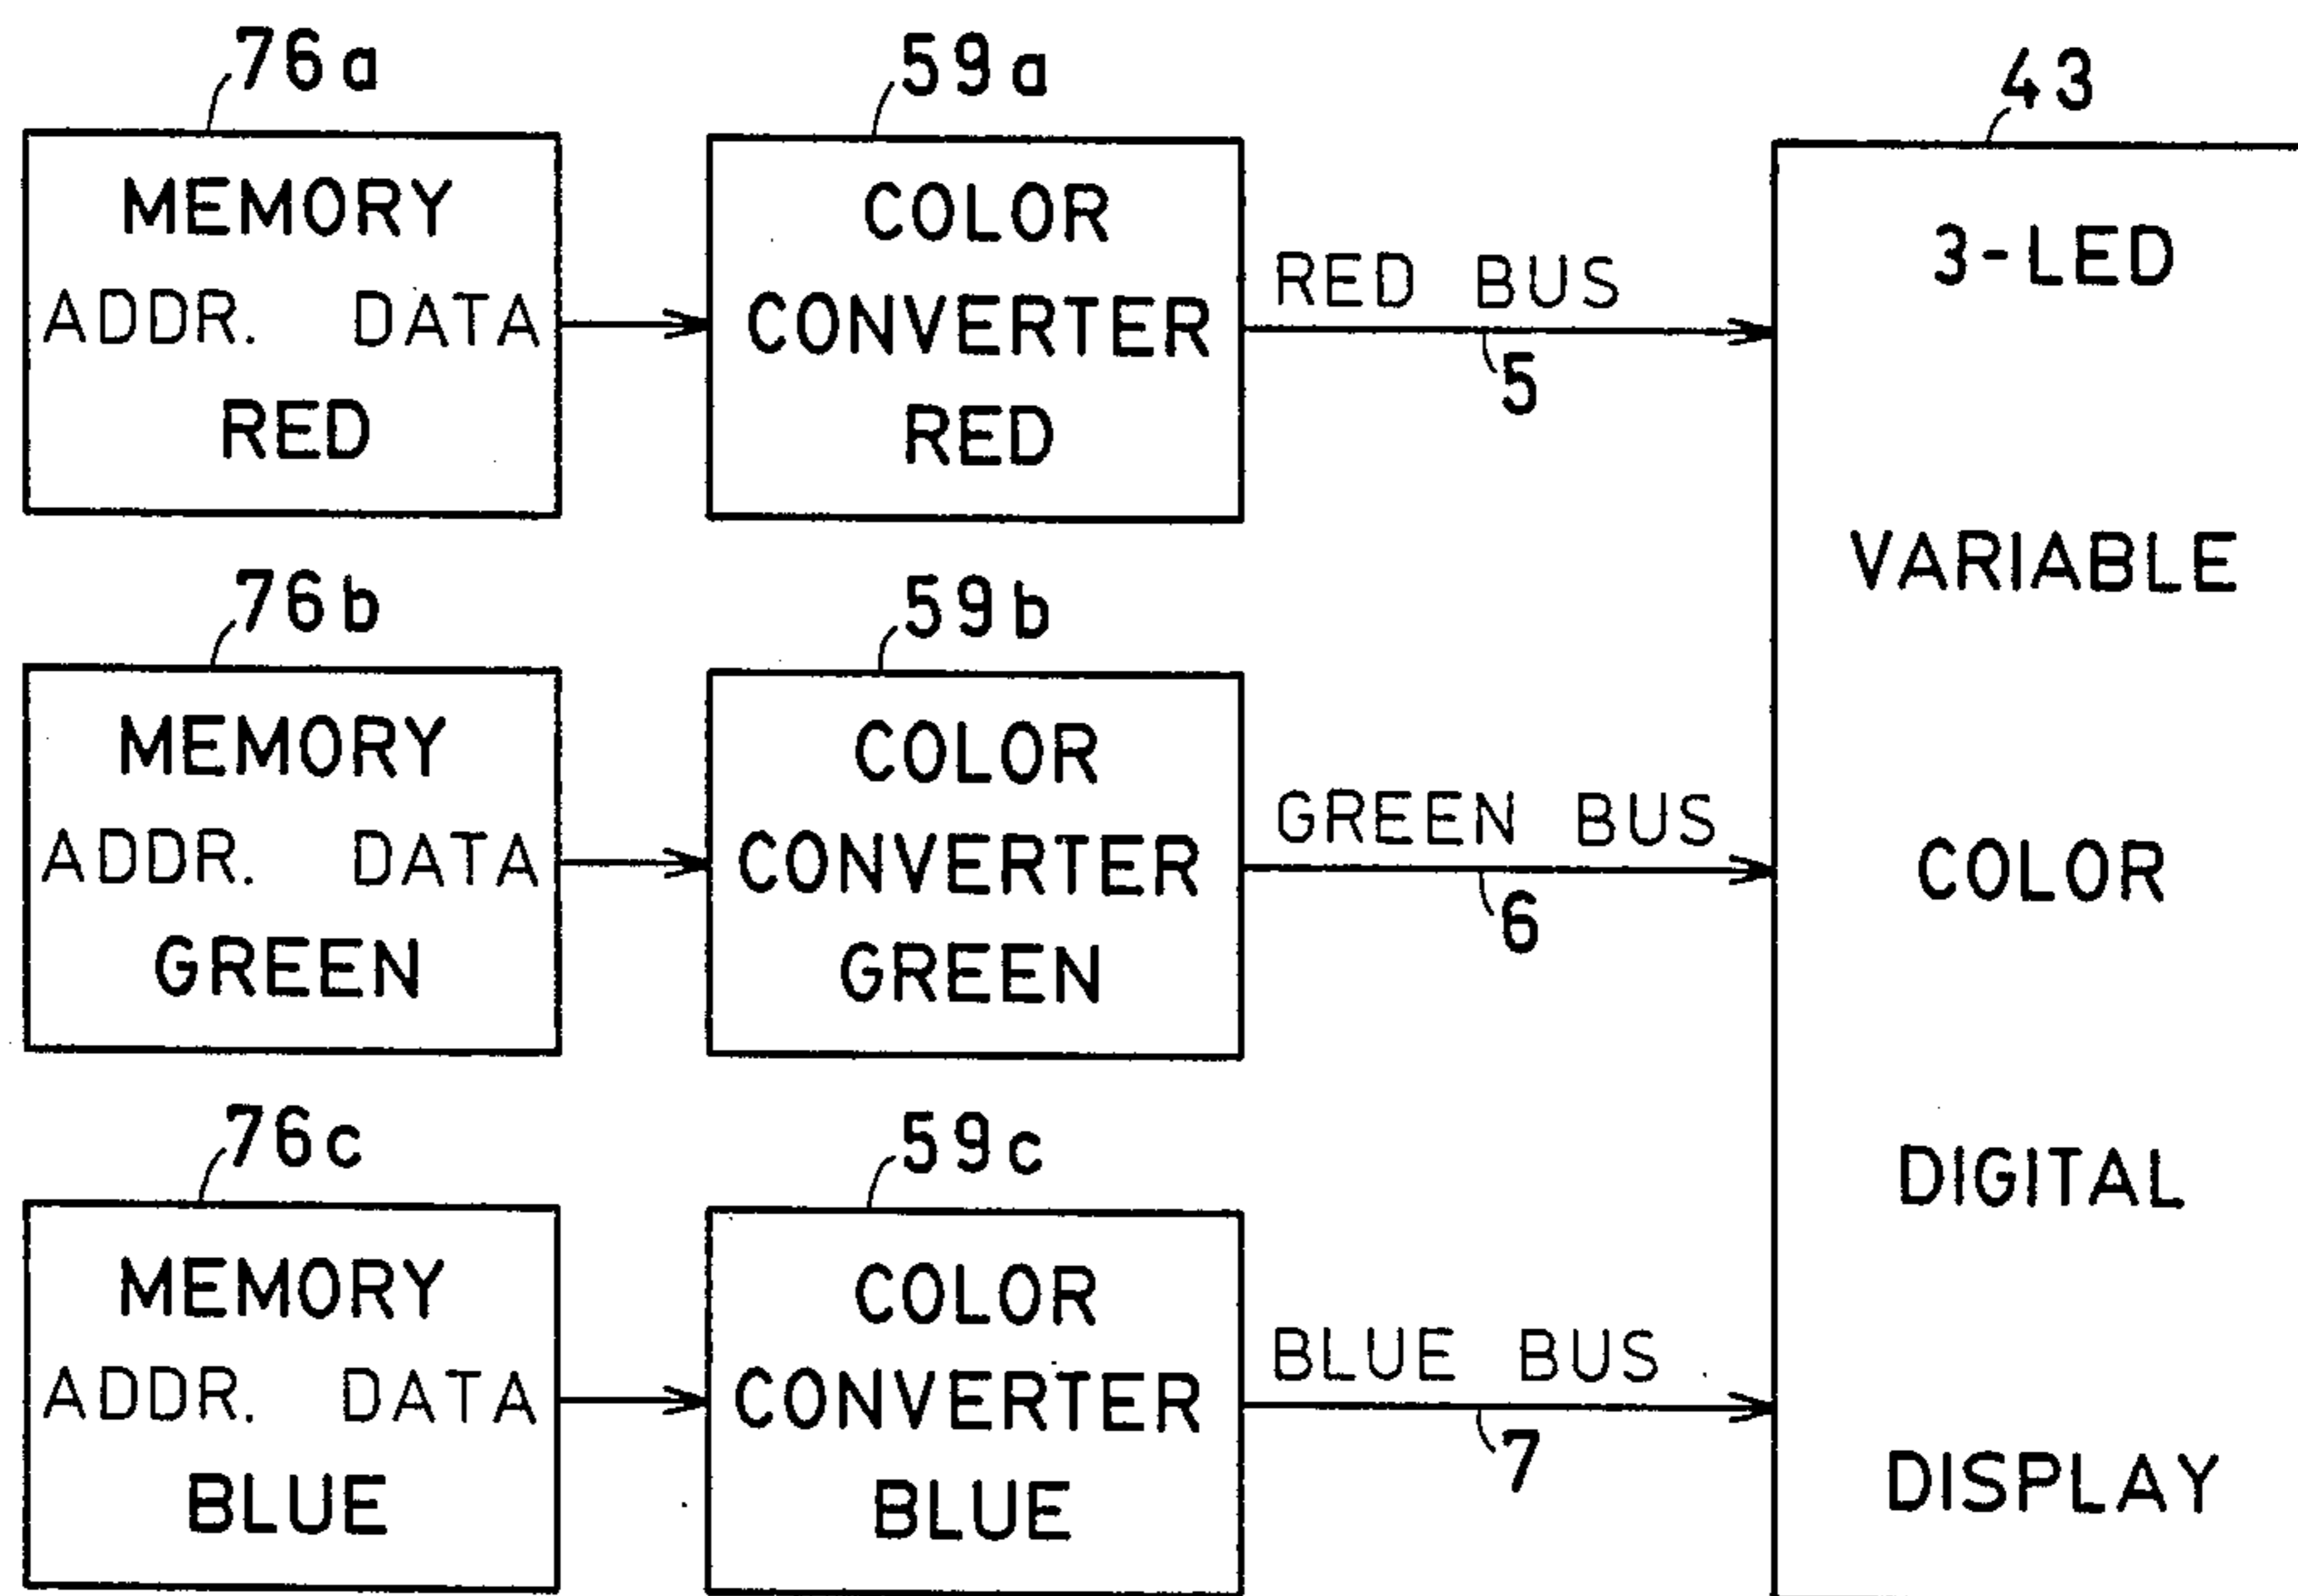 76a
MEMORY
ADDR. DATA
RED
59a
COLOR
CONVERTER
RED
RED BUS
5
76b
MEMORY
ADDR. DATA
GREEN
59b
COLOR
CONVERTER
GREEN
GREEN BUS
6
76c
MEMORY
ADDR. DATA
BLUE
59c
COLOR
CONVERTER
BLUE
BLUE BUS
7
43
3-LED
VARIABLE
COLOR
DIGITAL
DISPLAY